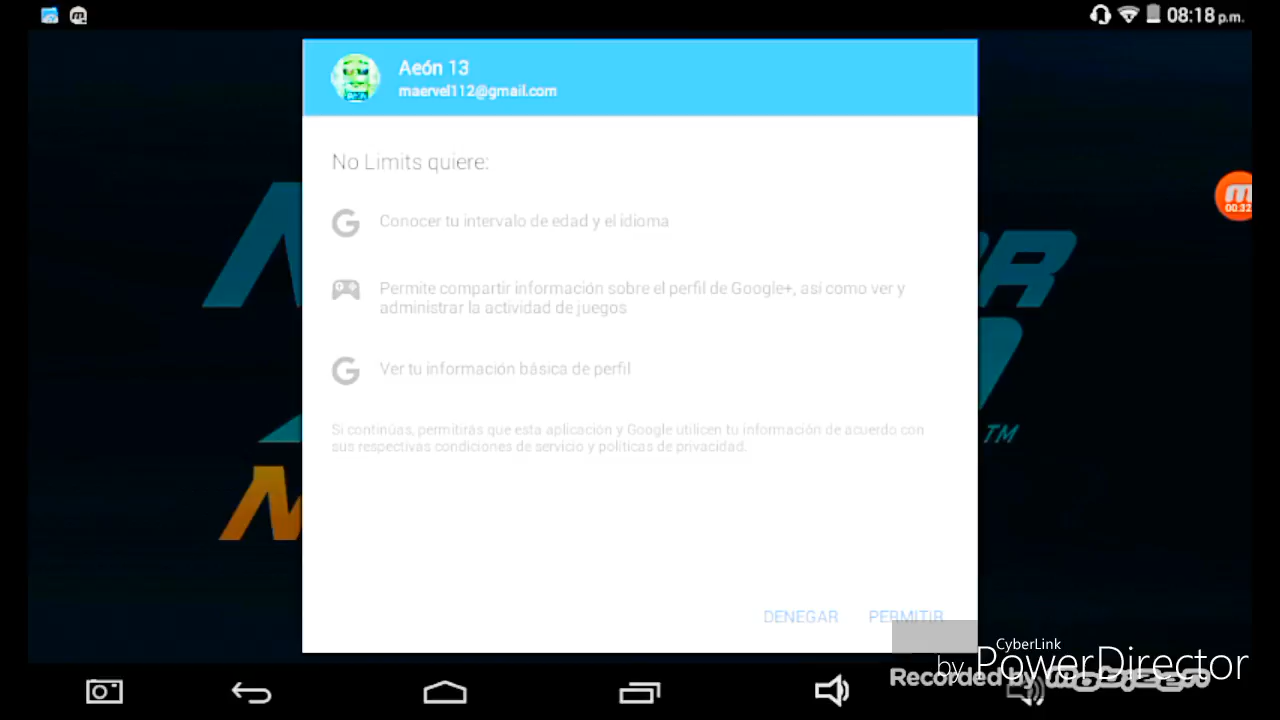 08:18 p.m.
Aeón 13
maervel112@gmail.com
No Limits quiere:
Conocer tu intervalo de edad y el idioma
Permite compartir información sobre el perfil de Google+, así como ver y
administrar la actividad de juegos
Ver tu información básica de perfil
Si continúas, permitirás que esta aplicación y Google utilicen tu información de acuerdo con
sus respectivas condiciones de servicio y políticas de privacidad.
00:32
TM
DENEGAR PERMITIR
CyberLink
by PowerDirector
Recorded by Mobizen